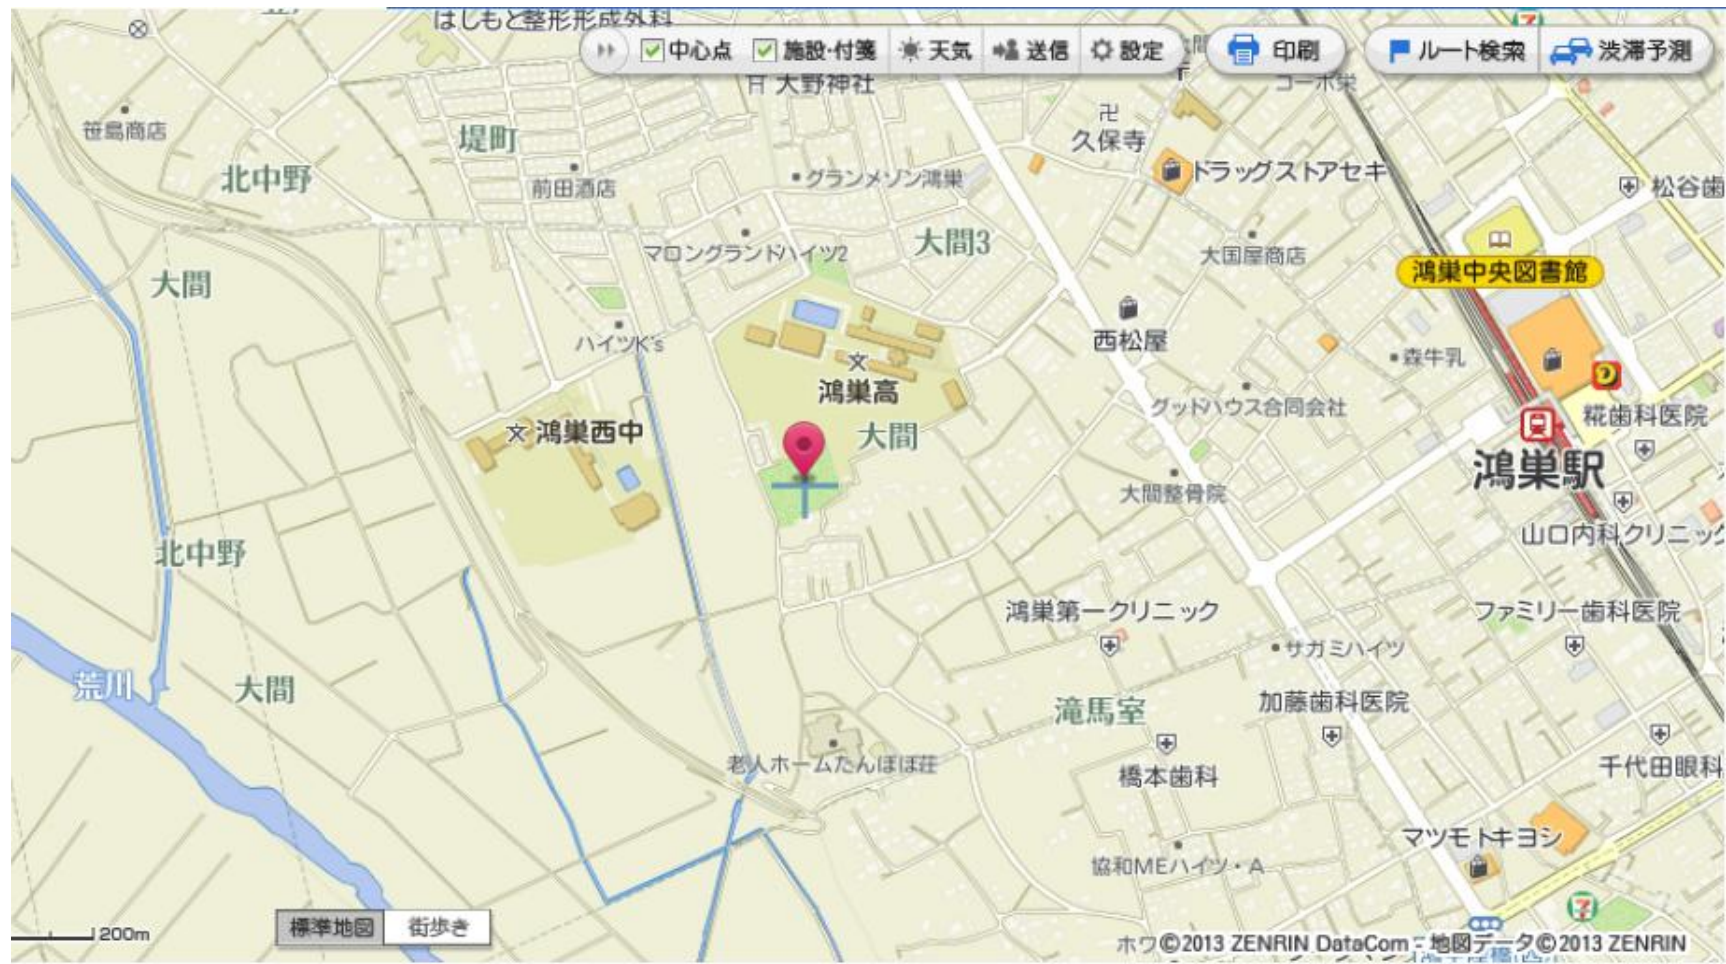 はしもと整形形成外科
中心点
施設・付箋
天気
送信
設定
印刷
ルート検索
渋滞予測
大野神社
コーポ栄
笹島商店
堤町
久保寺
北中野
前田酒店
グランメゾン鴻巣
ドラッグストアセキ
松谷歯
マロングランドハイツ2
大間3
大国屋商店
大間
鴻巣中央図書館
ハイツK's
西松屋
森牛乳
鴻巣高
グッドハウス合同会社
糀歯科医院
文 鴻巣西中
大間
鴻巣駅
大間整骨院
北中野
山口内科クリニック
鴻巣第一クリニック
ファミリー歯科医院
サガミハイツ
荒川
大間
滝馬室
加藤歯科医院
老人ホームたんぽぽ荘
橋本歯科
千代田眼科
マツモトキヨシ
協和MEハイツ・A
200m
標準地図
街歩き
ホワ©2013 ZENRIN DataCom - 地図データ©2013 ZENRIN